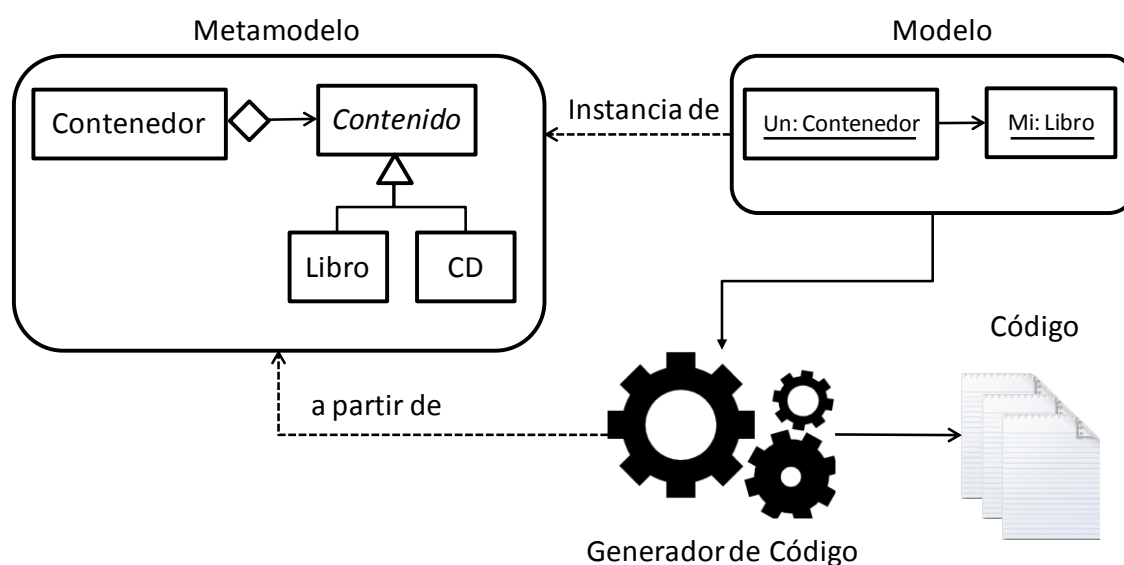 Metamodelo
Modelo
Contenedor
Contenido
Instancia de
Un: Contenedor
Mi: Libro
Libro
CD
Código
a partir de
Generador de Código